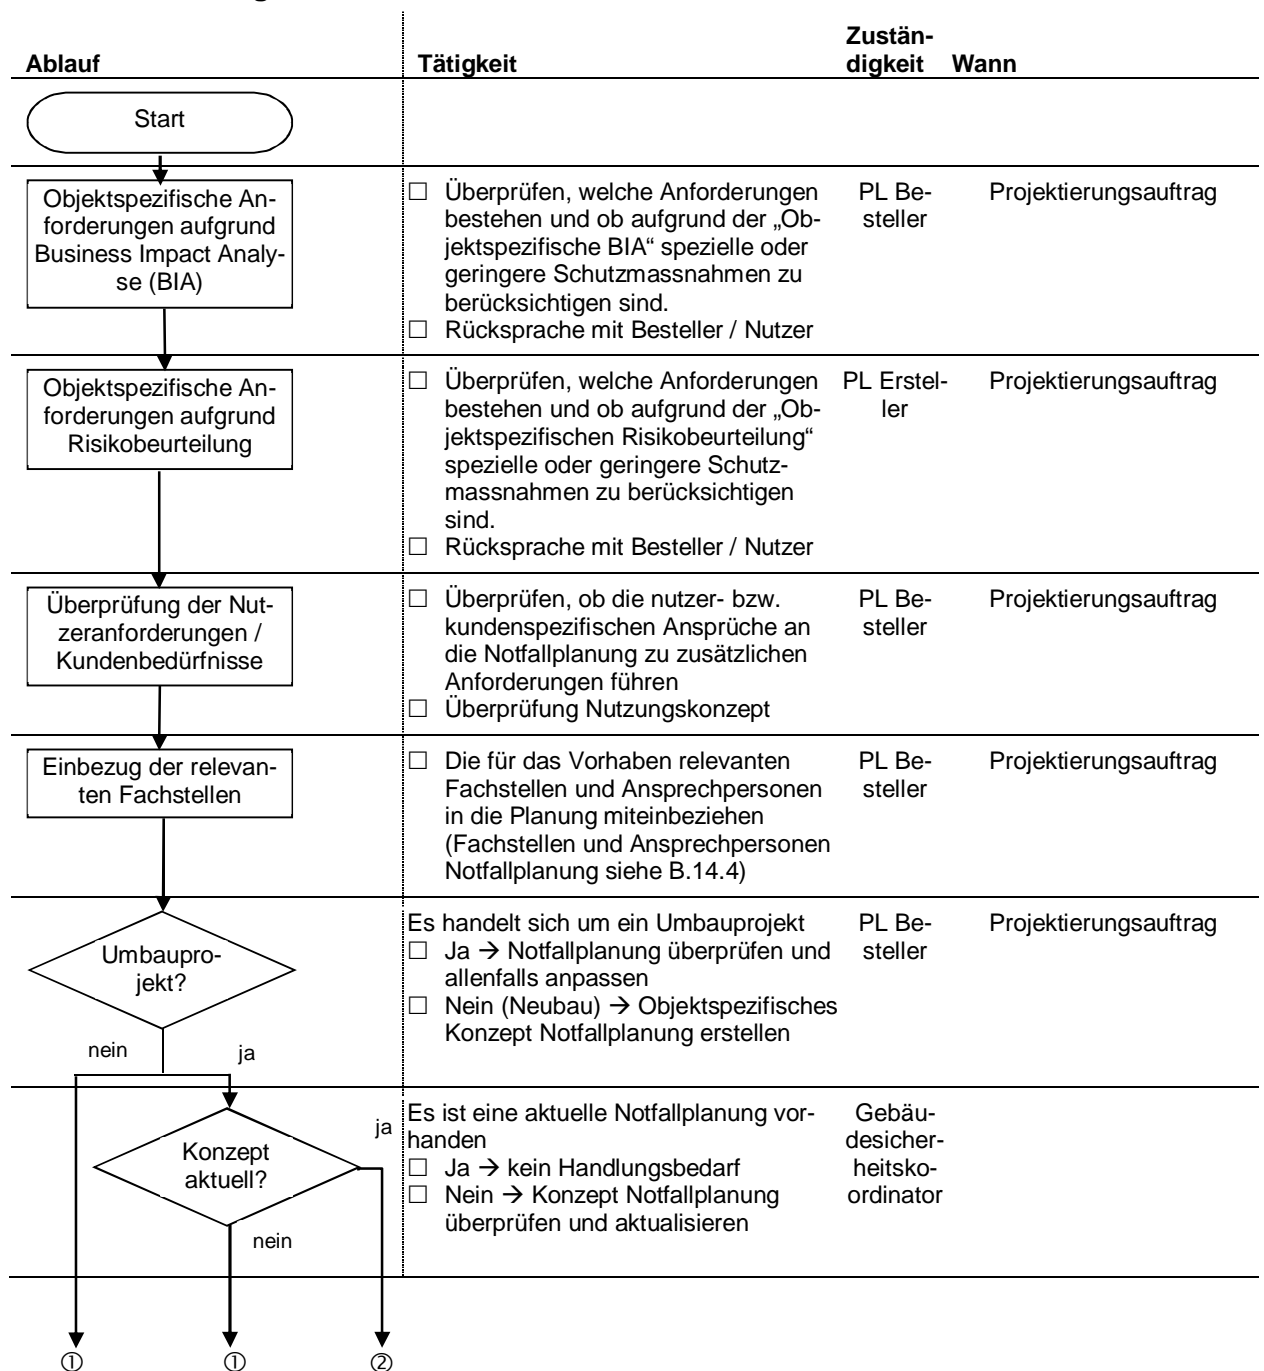 Zustän-
Ablauf Tätigkeit digkeit Wann
Start
Objektspezifische An-
forderungen aufgrund
Business Impact Analy-
se (BIA)
☐ Überprüfen, welche Anforderungen
bestehen und ob aufgrund der „Ob-
jektspezifische BIA“ spezielle oder
geringere Schutzmassnahmen zu
berücksichtigen sind.
☐ Rücksprache mit Besteller / Nutzer
PL Be-
steller
Projektierungsauftrag
Objektspezifische An-
forderungen aufgrund
Risikobeurteilung
☐ Überprüfen, welche Anforderungen
bestehen und ob aufgrund der „Ob-
jektspezifischen Risikobeurteilung“
spezielle oder geringere Schutz-
massnahmen zu berücksichtigen
sind.
☐ Rücksprache mit Besteller / Nutzer
PL Erstel-
ler
Projektierungsauftrag
Überprüfung der Nut-
zeranforderungen /
Kundenbedürfnisse
☐ Überprüfen, ob die nutzer- bzw.
kundenspezifischen Ansprüche an
die Notfallplanung zu zusätzlichen
Anforderungen führen
☐ Überprüfung Nutzungskonzept
PL Be-
steller
Projektierungsauftrag
Einbezug der relevan-
ten Fachstellen
☐ Die für das Vorhaben relevanten
Fachstellen und Ansprechpersonen
in die Planung miteinbeziehen
(Fachstellen und Ansprechpersonen
Notfallplanung siehe B.14.4)
PL Be-
steller
Projektierungsauftrag
Umbaupro-
jekt?
nein
ja
Es handelt sich um ein Umbauprojekt
☐ Ja → Notfallplanung überprüfen und
allenfalls anpassen
☐ Nein (Neubau) → Objektspezifisches
Konzept Notfallplanung erstellen
PL Be-
steller
Projektierungsauftrag
Konzept
aktuell?
ja
nein
Es ist eine aktuelle Notfallplanung vor-
handen
☐ Ja → kein Handlungsbedarf
☐ Nein → Konzept Notfallplanung
überprüfen und aktualisieren
Gebäu-
desicher-
heitsko-
ordinator
① ① ②